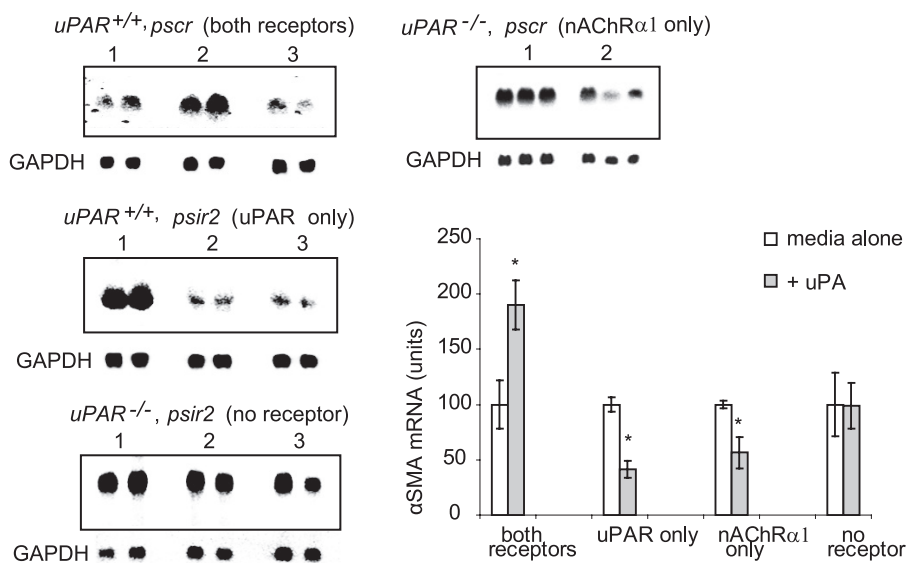 uPAR+/+, pscr (both receptors)
1 2 3
GAPDH
uPAR+/+, psir2 (uPAR only)
1 2 3
GAPDH
uPAR-/-, psir2 (no receptor)
1 2 3
GAPDH
uPAR-/-, pscr (nAChRα1 only)
1 2
GAPDH
αSMA mRNA (units)
250
200
150
100
50
0
media alone
+ uPA
* * *
both receptors
uPAR only
nAChRα1 only
no receptor